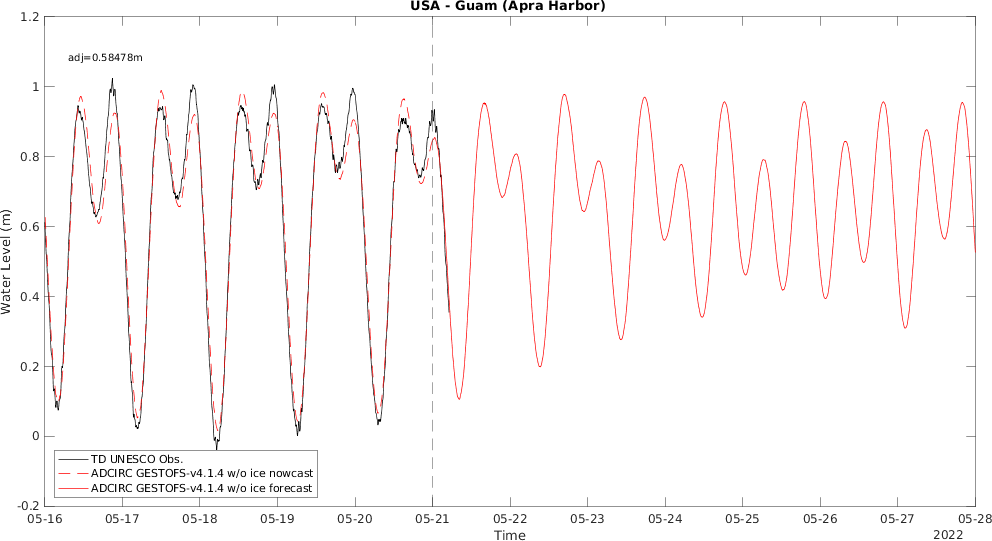 USA - Guam (Apra Harbor)
adj=0.58478m
Water Level (m)
1.2
1
0.8
0.6
0.4
0.2
0
-0.2
TD UNESCO Obs.
ADCIRC GESTOFS-v4.1.4 w/o ice nowcast
ADCIRC GESTOFS-v4.1.4 w/o ice forecast
05-16 05-17 05-18 05-19 05-20 05-21 05-22 05-23 05-24 05-25 05-26 05-27 05-28
Time
2022